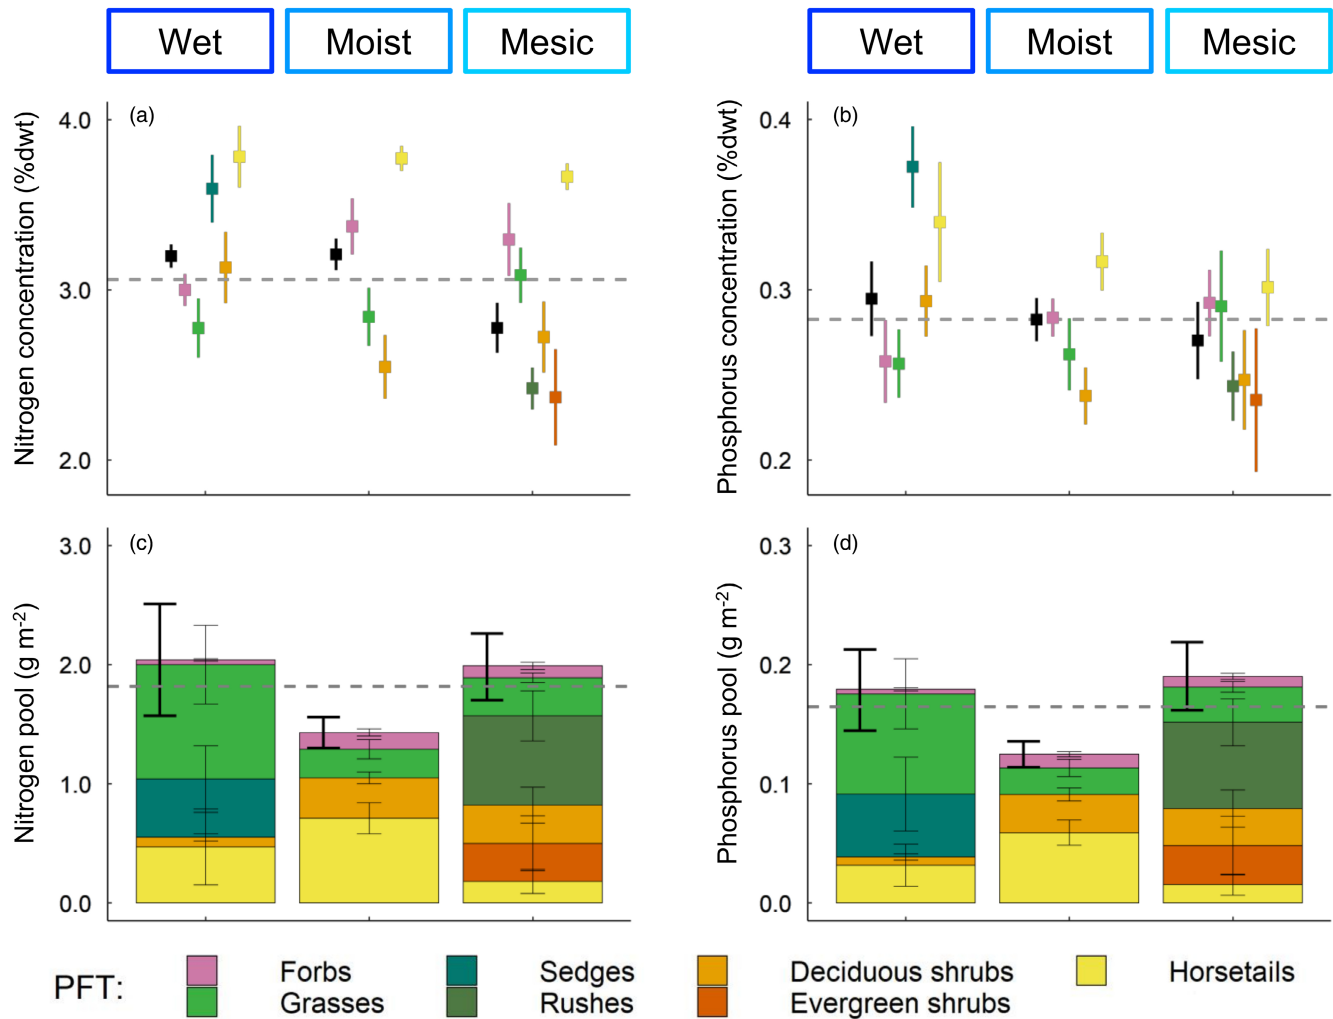 Wet
Moist
Mesic
Wet
Moist
Mesic
(a)
Nitrogen concentration (%dwt)
4.0
3.0
2.0
(b)
Phosphorus concentration (%dwt)
0.4
0.3
0.2
(c)
Nitrogen pool (g m-2)
3.0
2.0
1.0
0.0
(d)
Phosphorus pool (g m-2)
0.3
0.2
0.1
0.0
PFT:
Forbs
Sedges
Deciduous shrubs
Horsetails
Grasses
Rushes
Evergreen shrubs